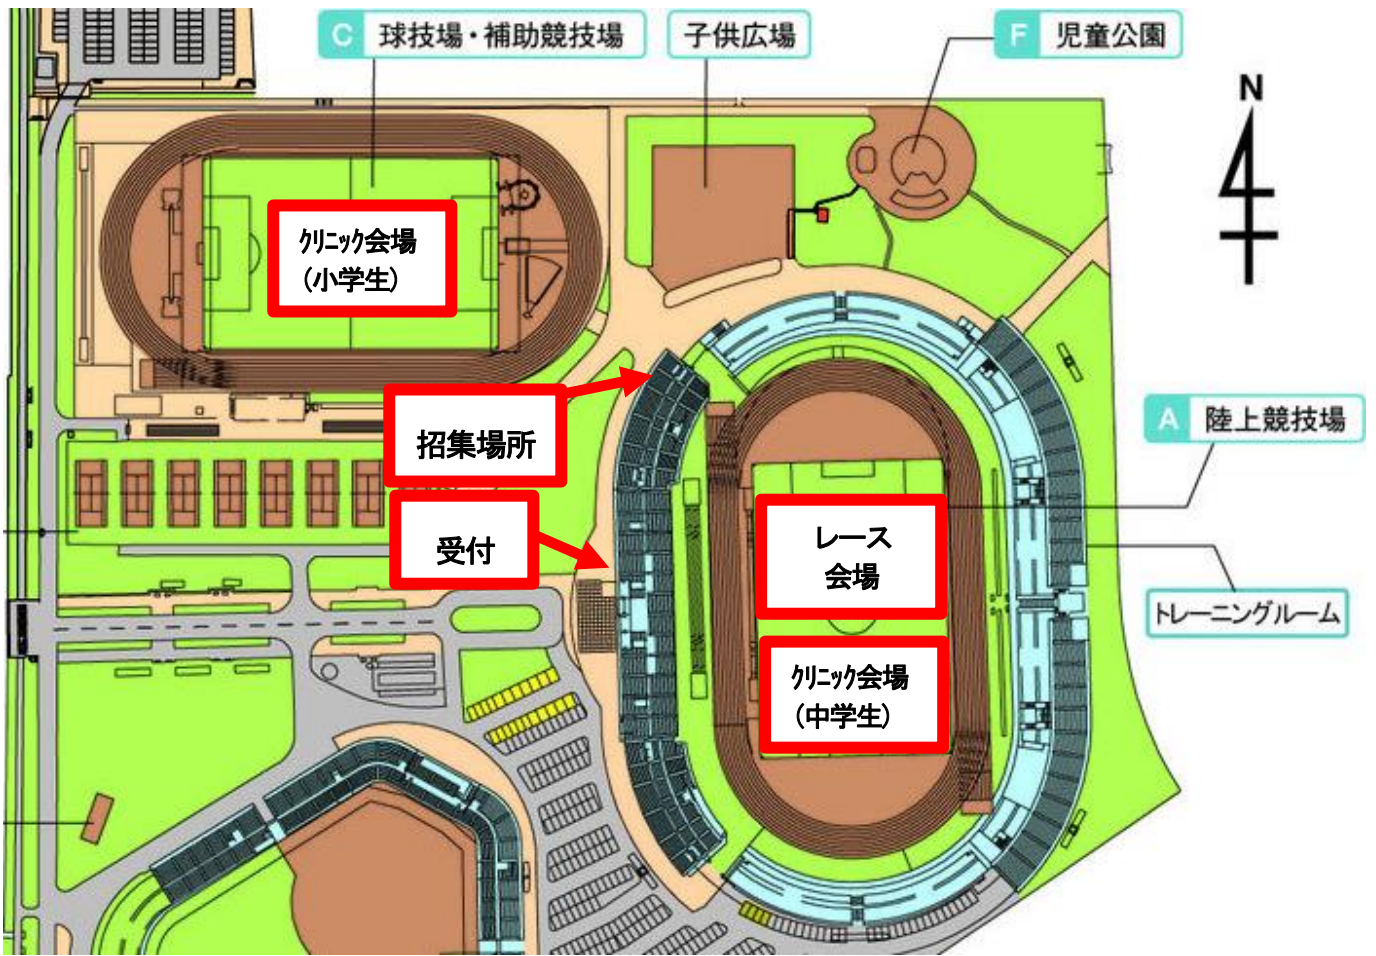 C 球技場・補助競技場
子供広場
F 児童公園
N
ｸﾘﾆｯｸ会場
(小学生)
招集場所
A 陸上競技場
受付
レース
会場
トレーニングルーム
ｸﾘﾆｯｸ会場
(中学生)